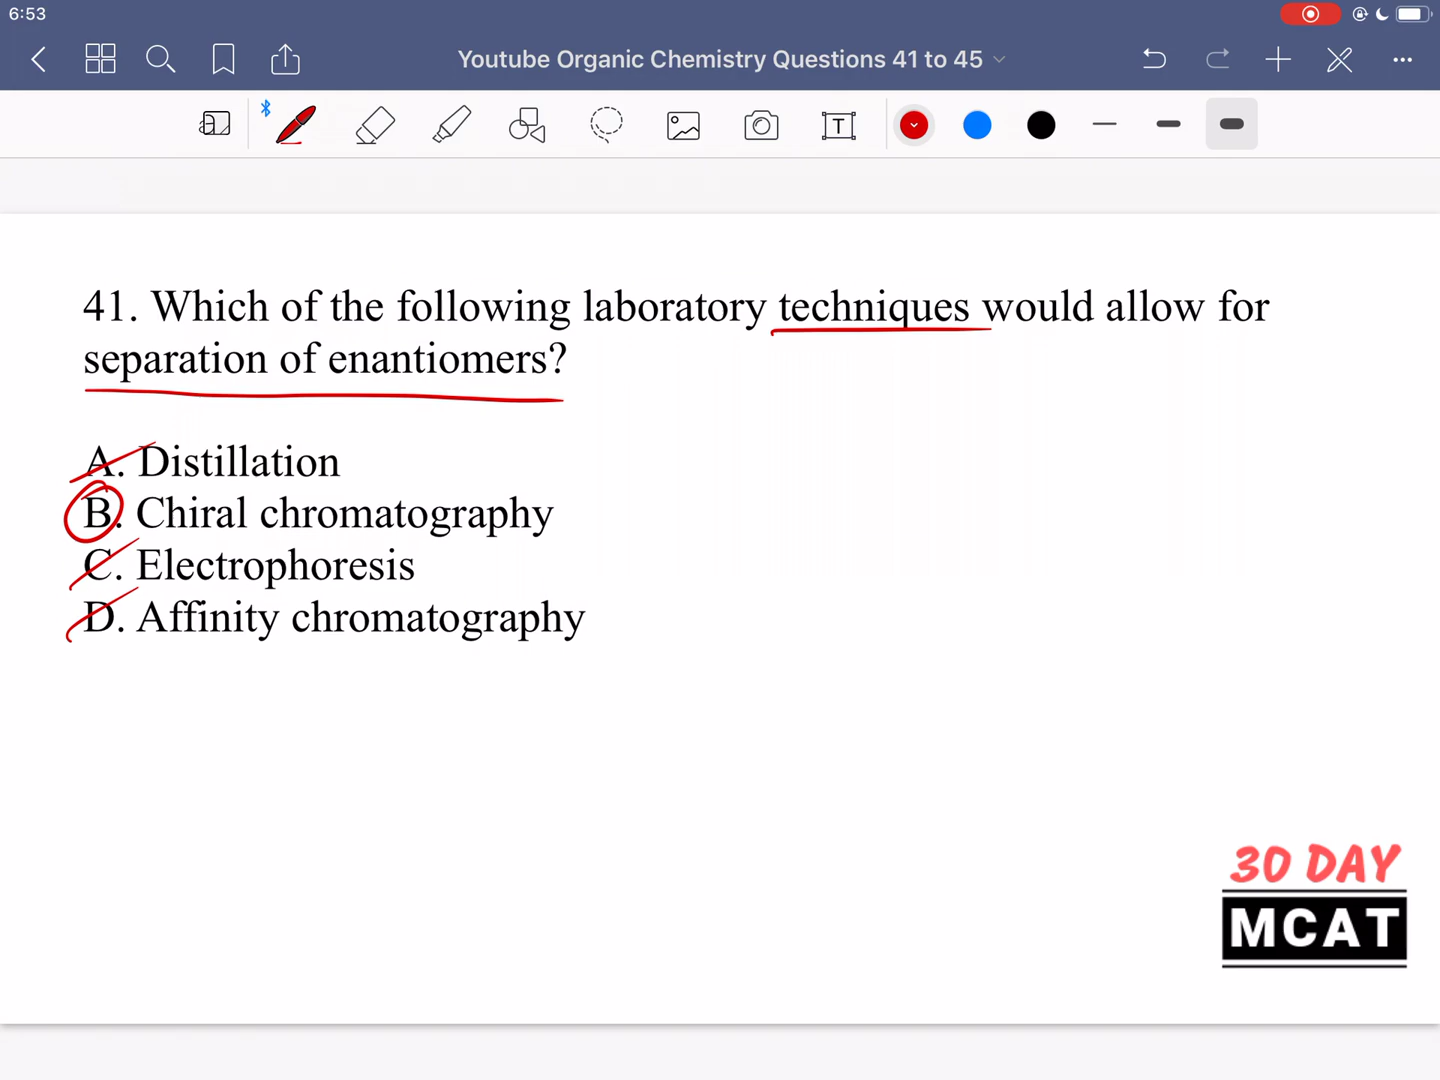 6:53
Youtube Organic Chemistry Questions 41 to 45
T
41. Which of the following laboratory techniques would allow for
separation of enantiomers?
A. Distillation
B. Chiral chromatography
C. Electrophoresis
D. Affinity chromatography
30 DAY
MCAT